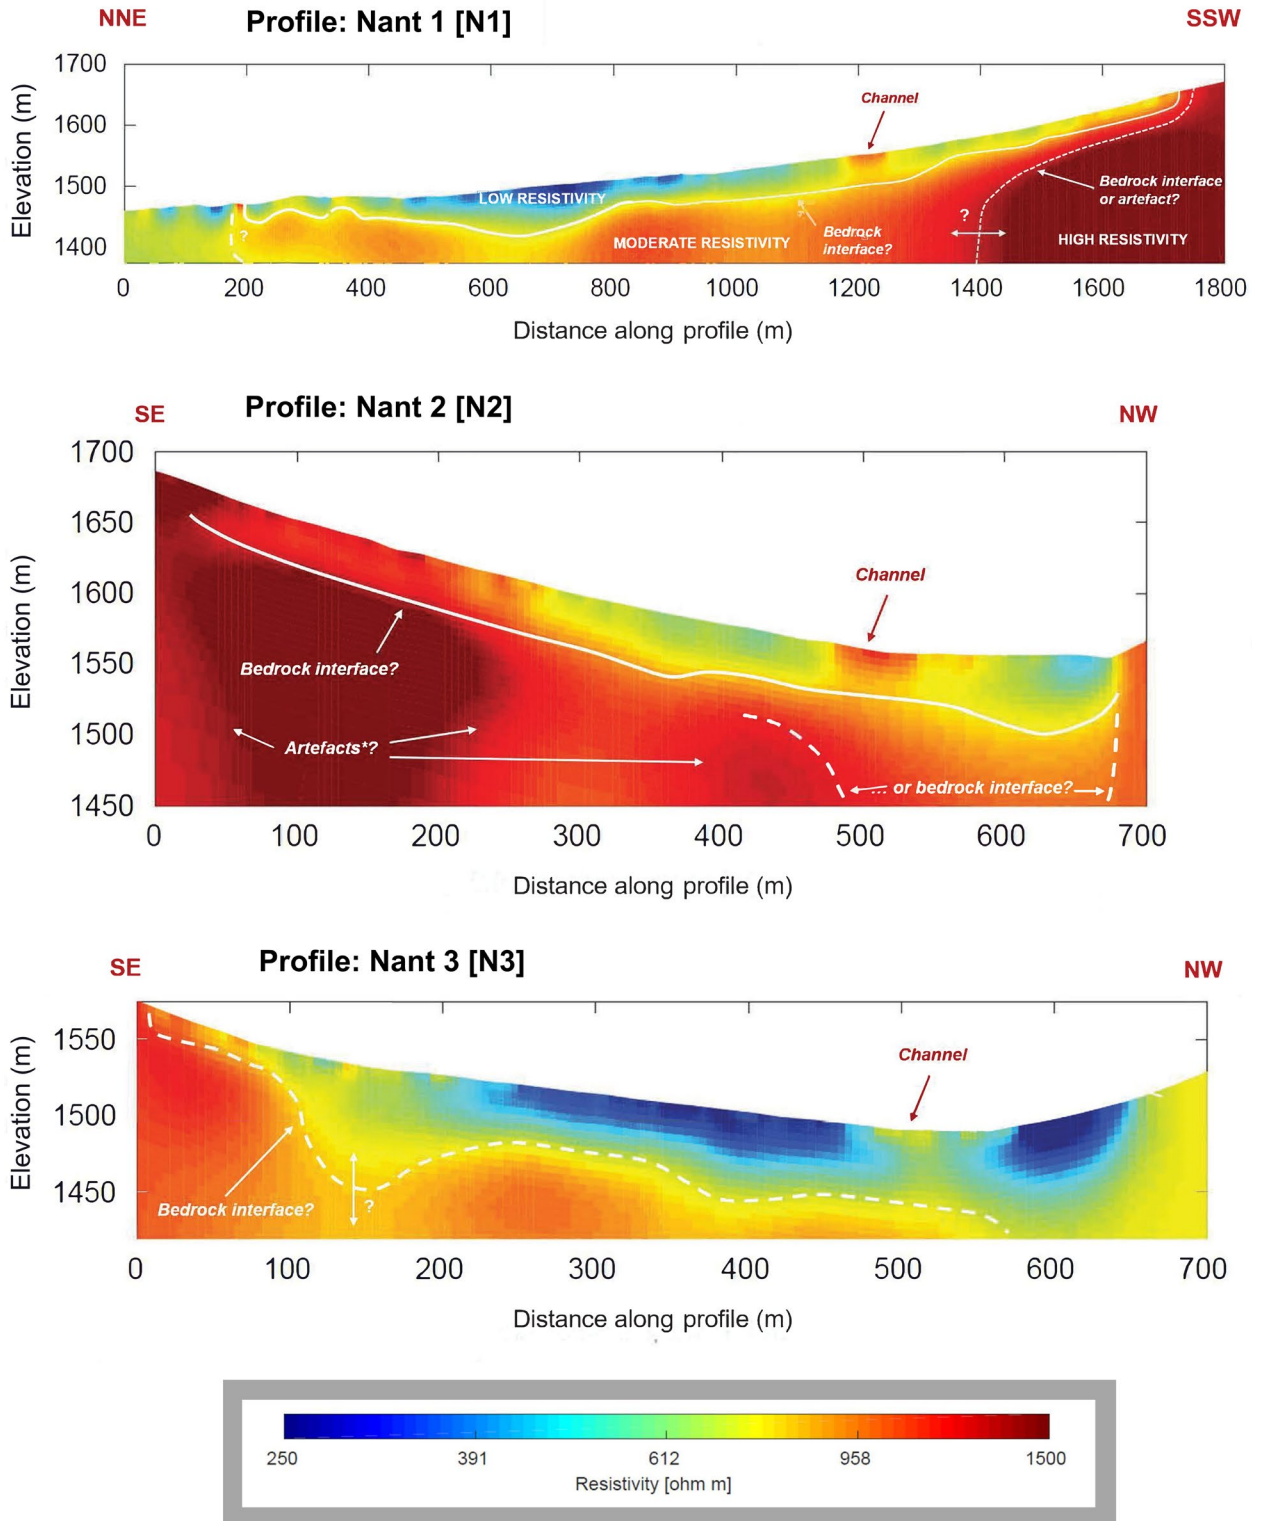 NNE
Profile: Nant 1 [N1]
SSW
Elevation (m)
1700
1600
1500
1400
Channel
LOW RESISTIVITY
MODERATE RESISTIVITY
HIGH RESISTIVITY
?
?
?
Bedrock
interface?
Bedrock interface
or artefact?
0 200 400 600 800 1000 1200 1400 1600 1800
Distance along profile (m)
SE
Profile: Nant 2 [N2]
NW
Elevation (m)
1700
1650
1600
1550
1500
1450
Channel
Bedrock interface?
Artefacts*?
... or bedrock interface?
0 100 200 300 400 500 600 700
Distance along profile (m)
SE
Profile: Nant 3 [N3]
NW
Elevation (m)
1550
1500
1450
Channel
Bedrock interface?
?
0 100 200 300 400 500 600 700
Distance along profile (m)
250 391 612 958 1500
Resistivity [ohm m]